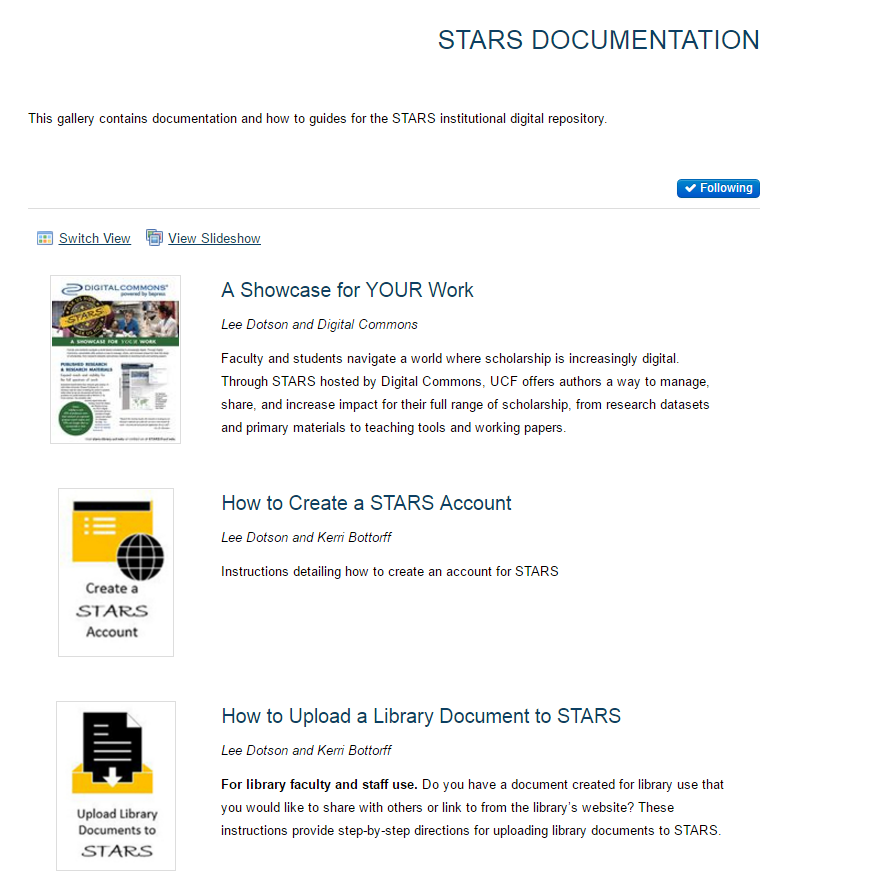 STARS DOCUMENTATION
This gallery contains documentation and how to guides for the STARS institutional digital repository.
Following
Switch View View Slideshow
DIGITALCOMMONS
powered by bepress
STARS
A SHOWCASE FOR YOUR WORK
PUBLISHED RESEARCH
& RESEARCH MATERIALS
A Showcase for YOUR Work
Lee Dotson and Digital Commons
Faculty and students navigate a world where scholarship is increasingly digital.
Through STARS hosted by Digital Commons, UCF offers authors a way to manage,
share, and increase impact for their full range of scholarship, from research datasets
and primary materials to teaching tools and working papers.
Create a
STARS
Account
How to Create a STARS Account
Lee Dotson and Kerri Bottorff
Instructions detailing how to create an account for STARS
Upload Library
Documents to
STARS
How to Upload a Library Document to STARS
Lee Dotson and Kerri Bottorff
For library faculty and staff use. Do you have a document created for library use that
you would like to share with others or link to from the library's website? These
instructions provide step-by-step directions for uploading library documents to STARS.